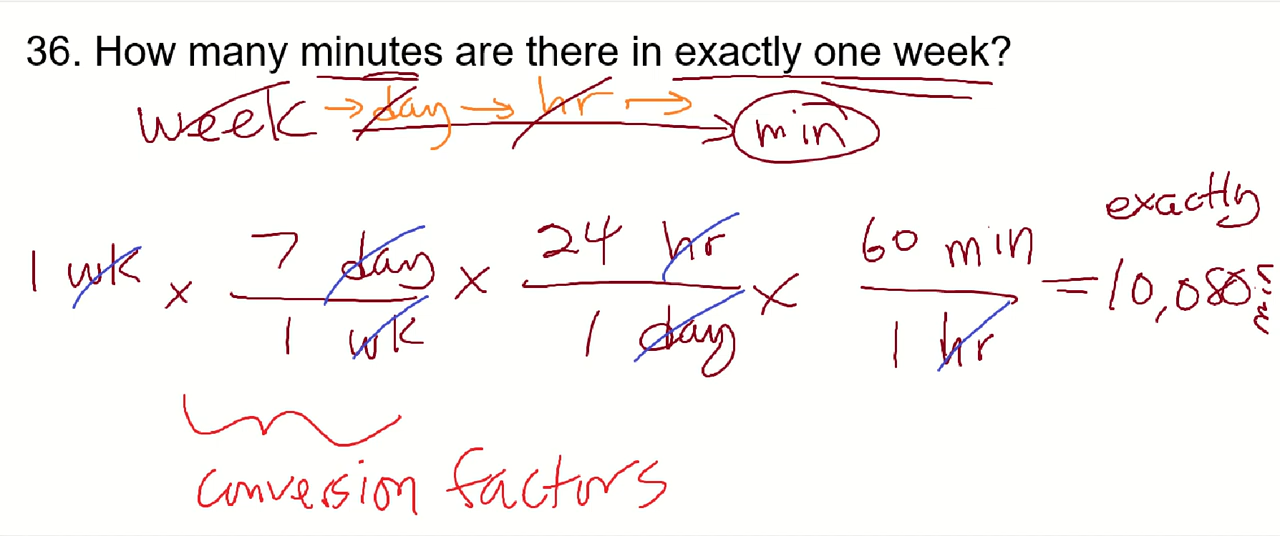 36. How many minutes are there in exactly one week?
week → day → hr → min
exactly
1 wk × 7 day / 1 wk × 24 hr / 1 day × 60 min / 1 hr = 10,080
conversion factors